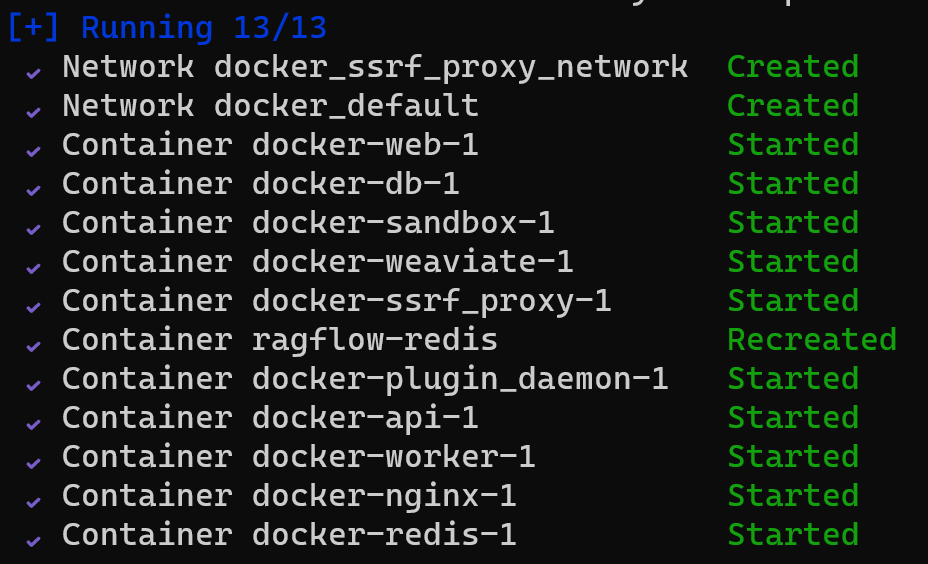 [+] Running 13/13
✓ Network docker_ssrf_proxy_network Created
✓ Network docker_default Created
✓ Container docker-web-1 Started
✓ Container docker-db-1 Started
✓ Container docker-sandbox-1 Started
✓ Container docker-weaviate-1 Started
✓ Container docker-ssrf_proxy-1 Started
✓ Container ragflow-redis Recreated
✓ Container docker-plugin_daemon-1 Started
✓ Container docker-api-1 Started
✓ Container docker-worker-1 Started
✓ Container docker-nginx-1 Started
✓ Container docker-redis-1 Started